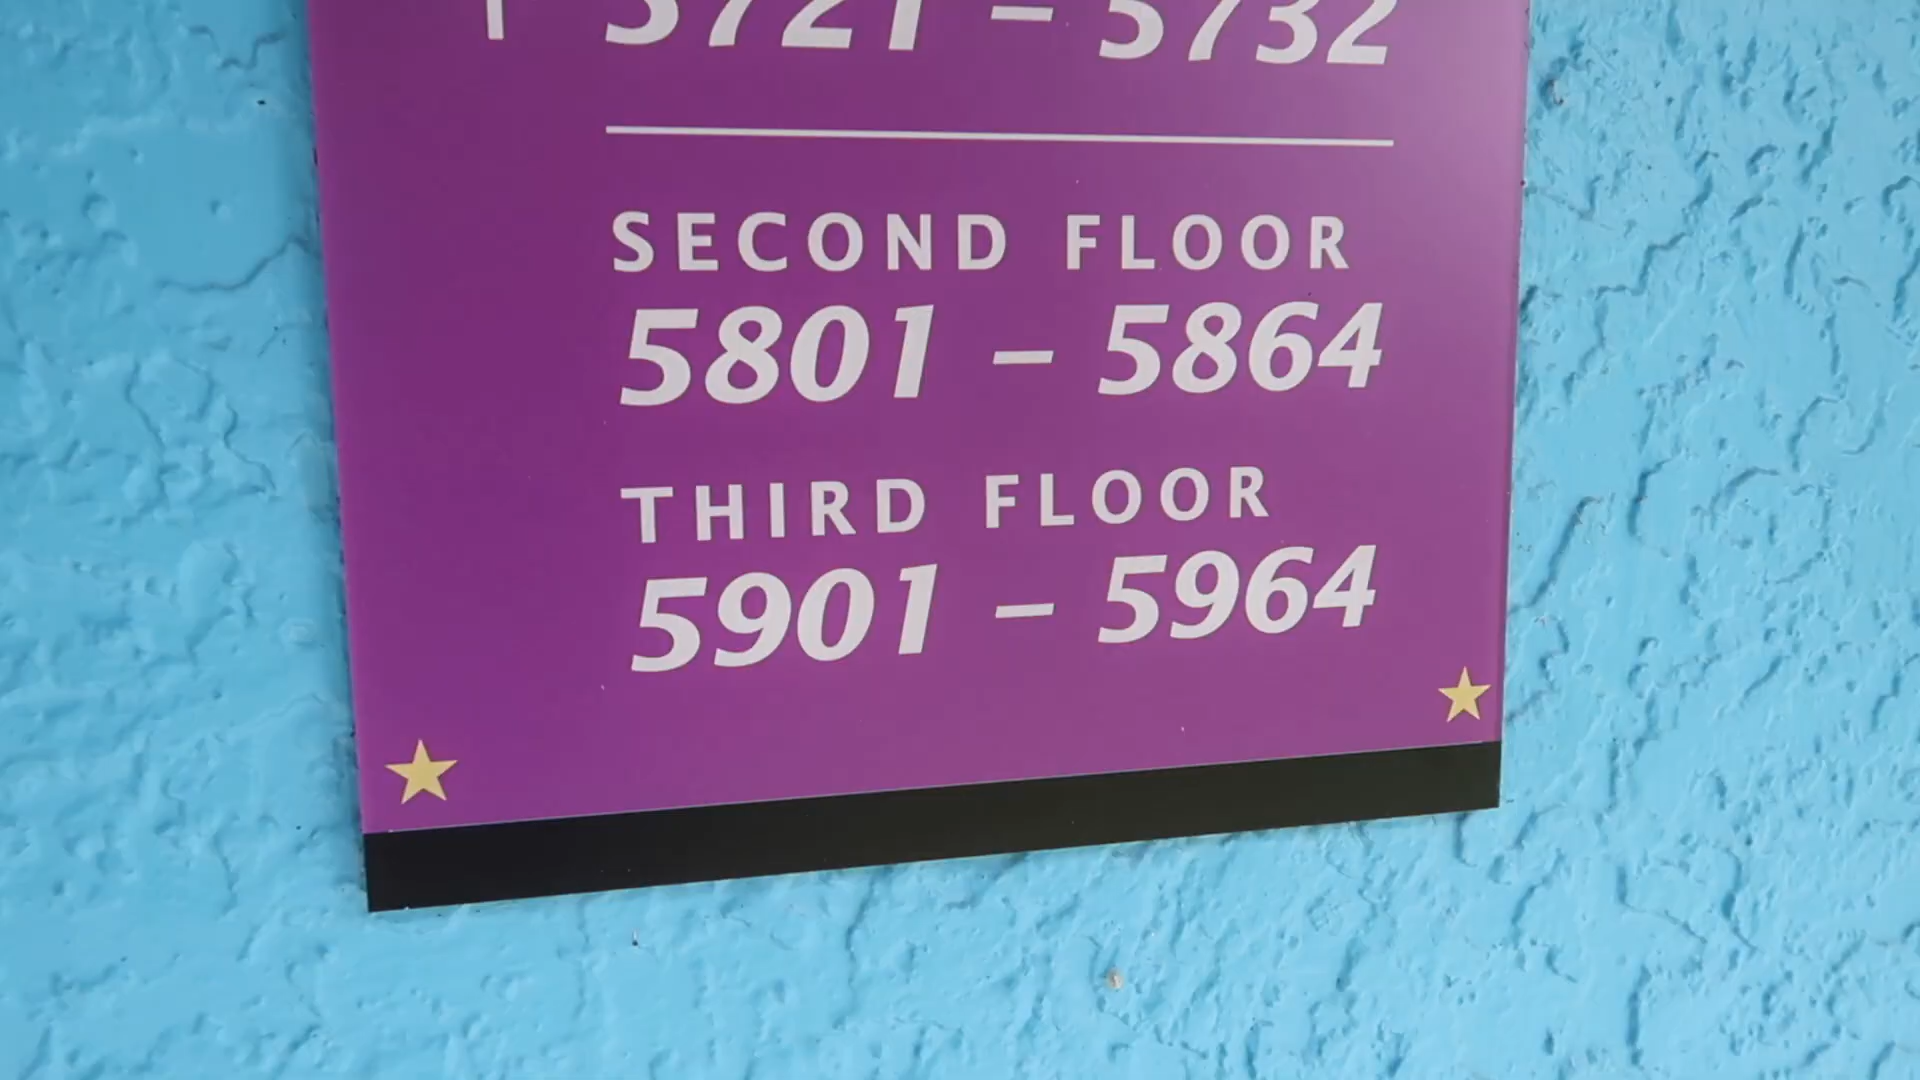 5721 – 5732
SECOND FLOOR
5801 – 5864
THIRD FLOOR
5901 – 5964